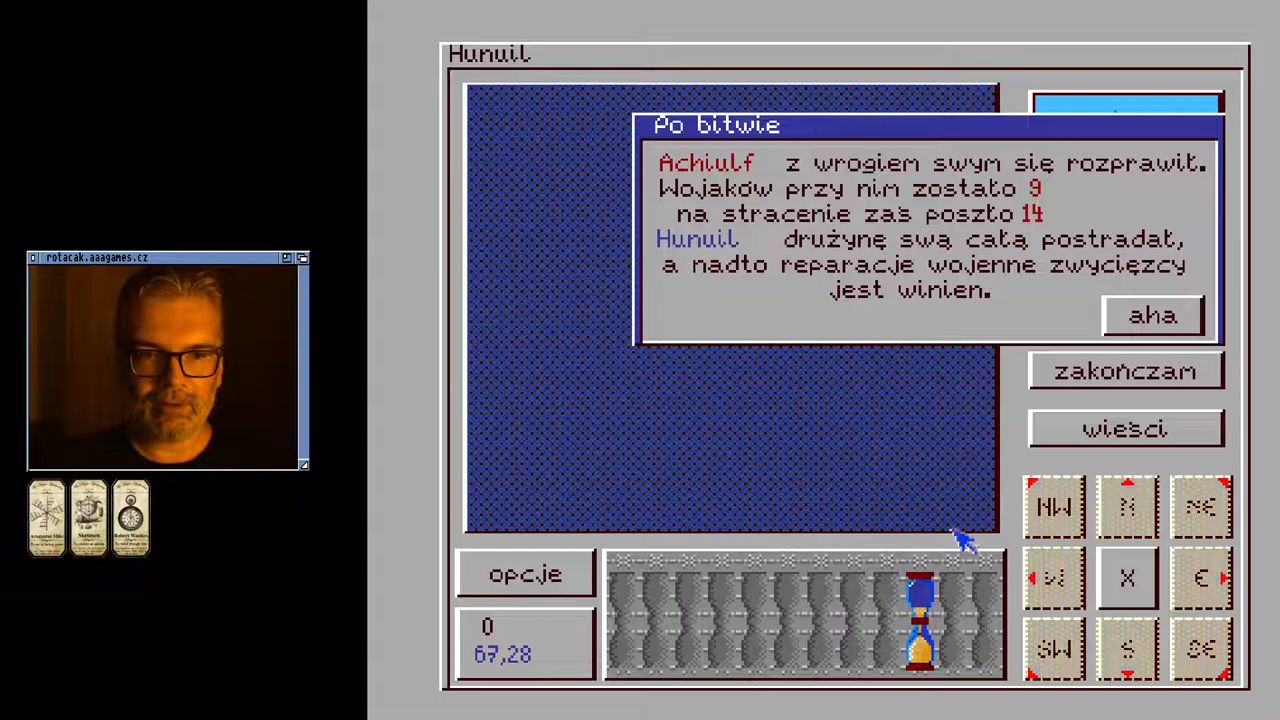 Hunuil
Po bitwie
Achiulf z wrogiem swym się rozprawił.
Wojaków przy nim zostało 9
na stracenie zaś poszło 14
Hunuil drużynę swą całą postradał,
a nadto reparacje wojenne zwycięzcy
jest winien.
aha
zakończam
wieści
rotacak.aaagames.cz
NW N NE
W X E
SW S SE
opcje
0
67,28
Skelmen